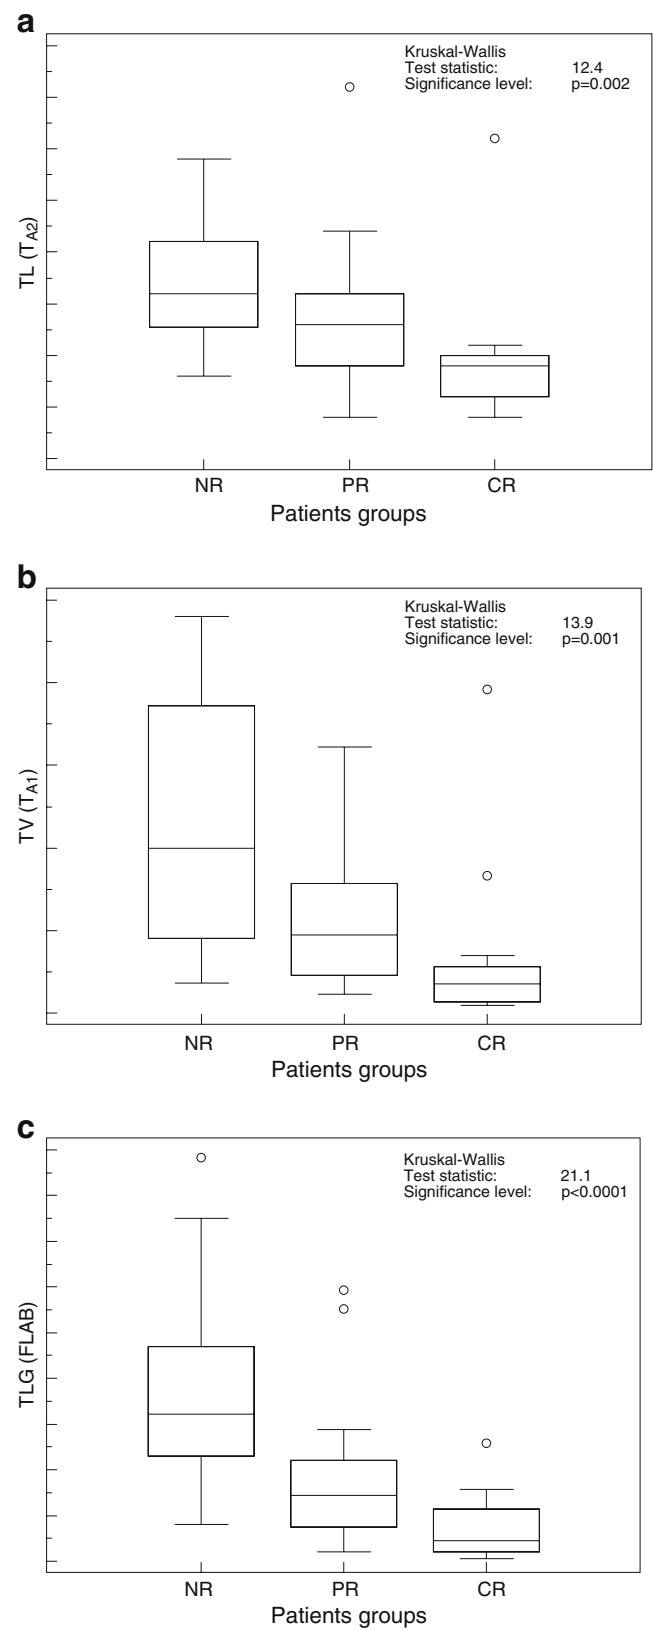 a
Kruskal-Wallis
Test statistic: 12.4
Significance level: p=0.002
TL (TA2)
NR PR CR
Patients groups
b
Kruskal-Wallis
Test statistic: 13.9
Significance level: p=0.001
TV (TA1)
NR PR CR
Patients groups
c
Kruskal-Wallis
Test statistic: 21.1
Significance level: p<0.0001
TLG (FLAB)
NR PR CR
Patients groups